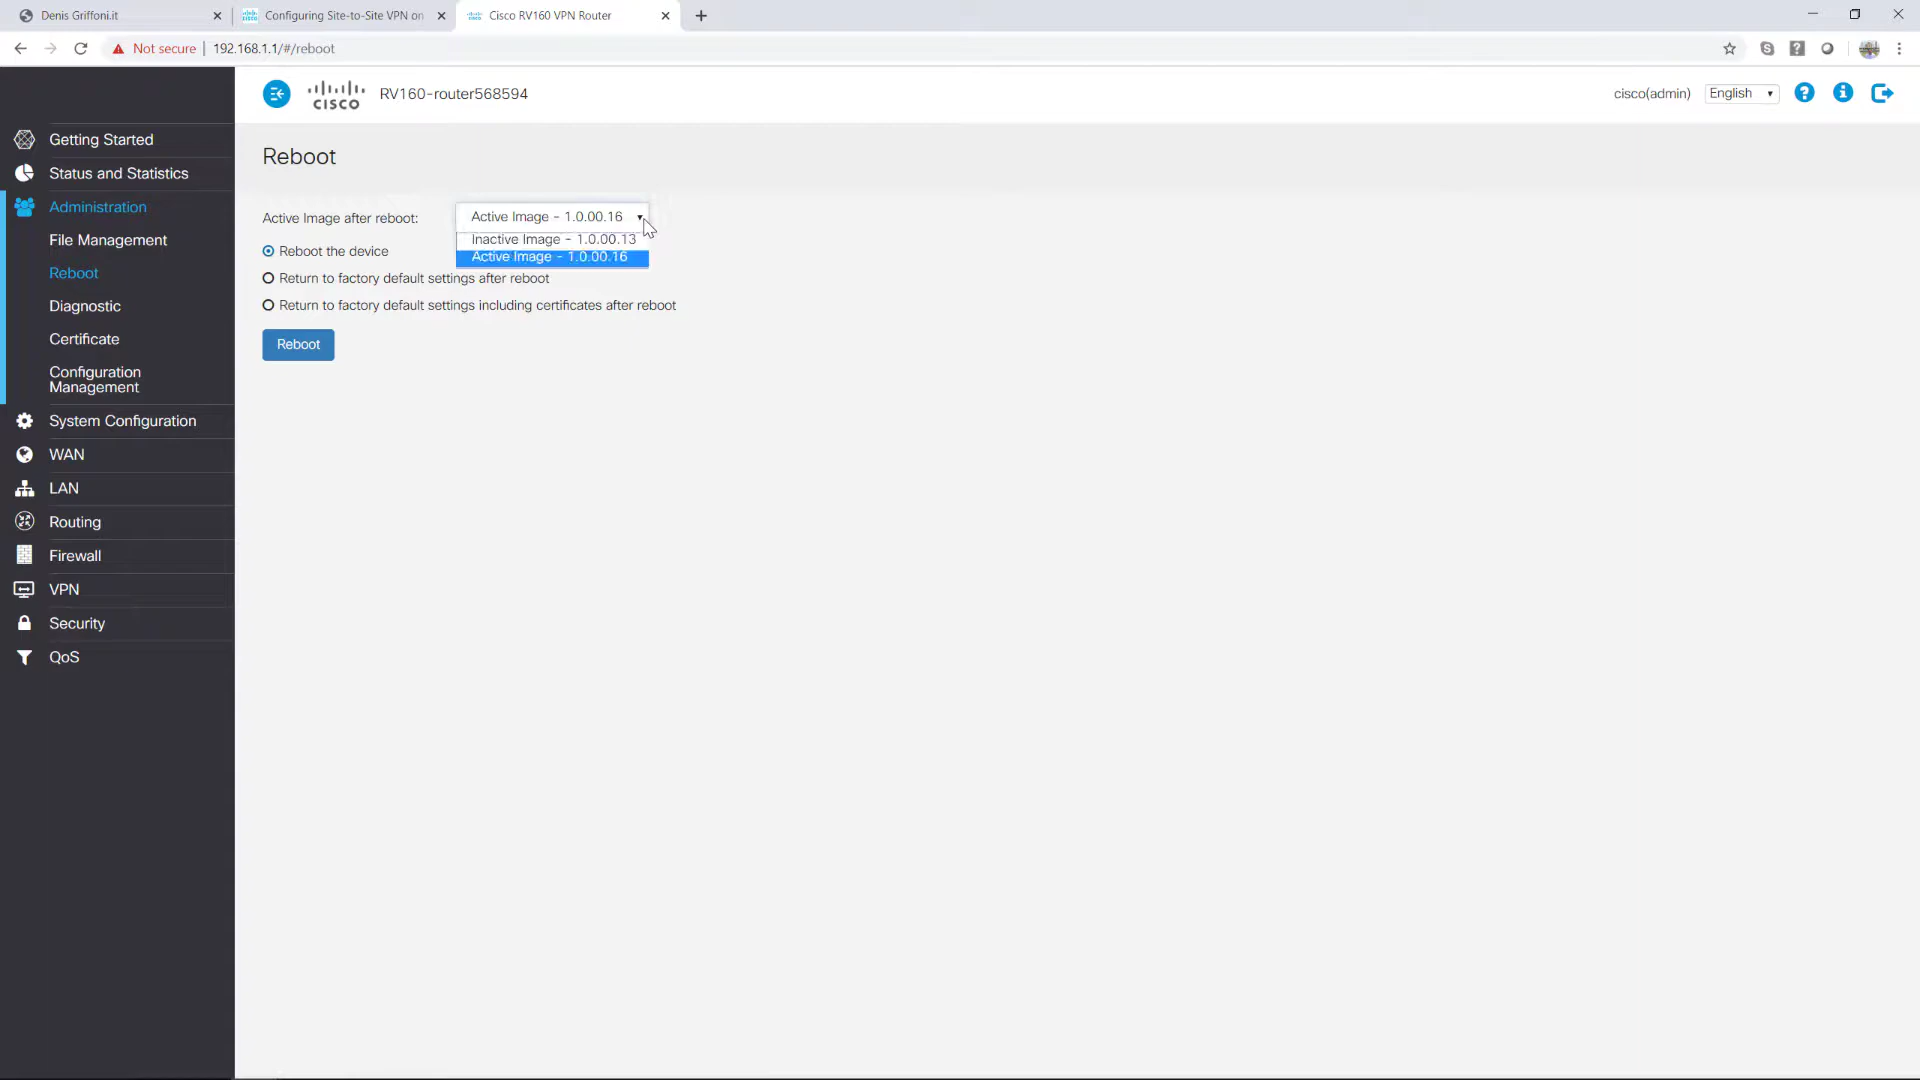 Denis Griffoni.it
Configuring Site-to-Site VPN on
Cisco RV160 VPN Router
Not secure
192.168.1.1/#/reboot
CISCO
RV160-router568594
cisco(admin)
English
Getting Started
Status and Statistics
Administration
File Management
Reboot
Diagnostic
Certificate
Configuration
Management
System Configuration
WAN
LAN
Routing
Firewall
VPN
Security
QoS
Reboot
Active Image after reboot:
Active Image - 1.0.00.16
Inactive Image - 1.0.00.13
Active Image - 1.0.00.16
Reboot the device
Return to factory default settings after reboot
Return to factory default settings including certificates after reboot
Reboot